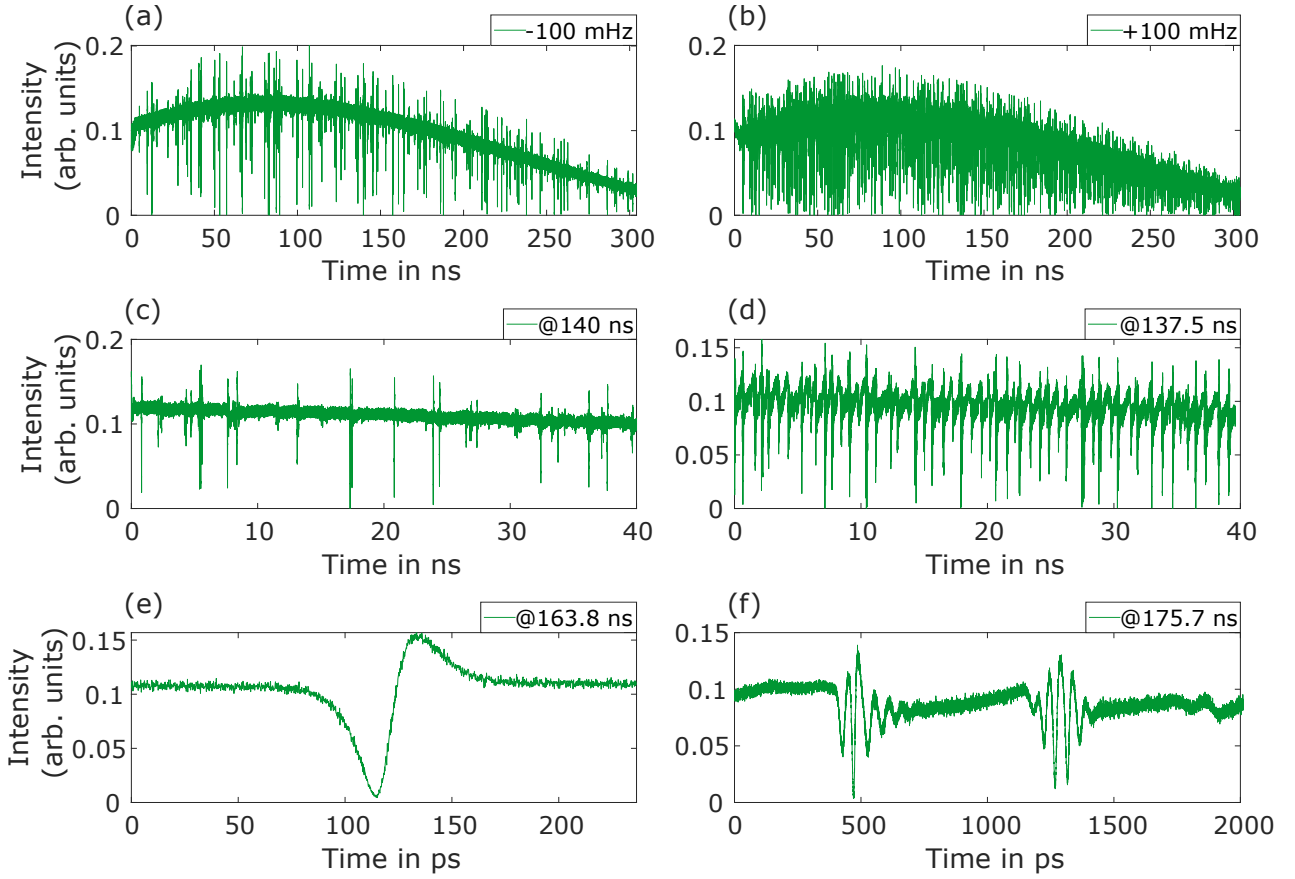 (a)
-100 mHz
Intensity
(arb. units)
0.2
0.1
0
0 50 100 150 200 250 300
Time in ns
(b)
+100 mHz
0.2
0.1
0
0 50 100 150 200 250 300
Time in ns
(c)
@140 ns
Intensity
(arb. units)
0.2
0.1
0
0 10 20 30 40
Time in ns
(d)
@137.5 ns
0.15
0.1
0.05
0
0 10 20 30 40
Time in ns
(e)
@163.8 ns
Intensity
(arb. units)
0.15
0.1
0.05
0
0 50 100 150 200
Time in ps
(f)
@175.7 ns
0.15
0.1
0.05
0
0 500 1000 1500 2000
Time in ps